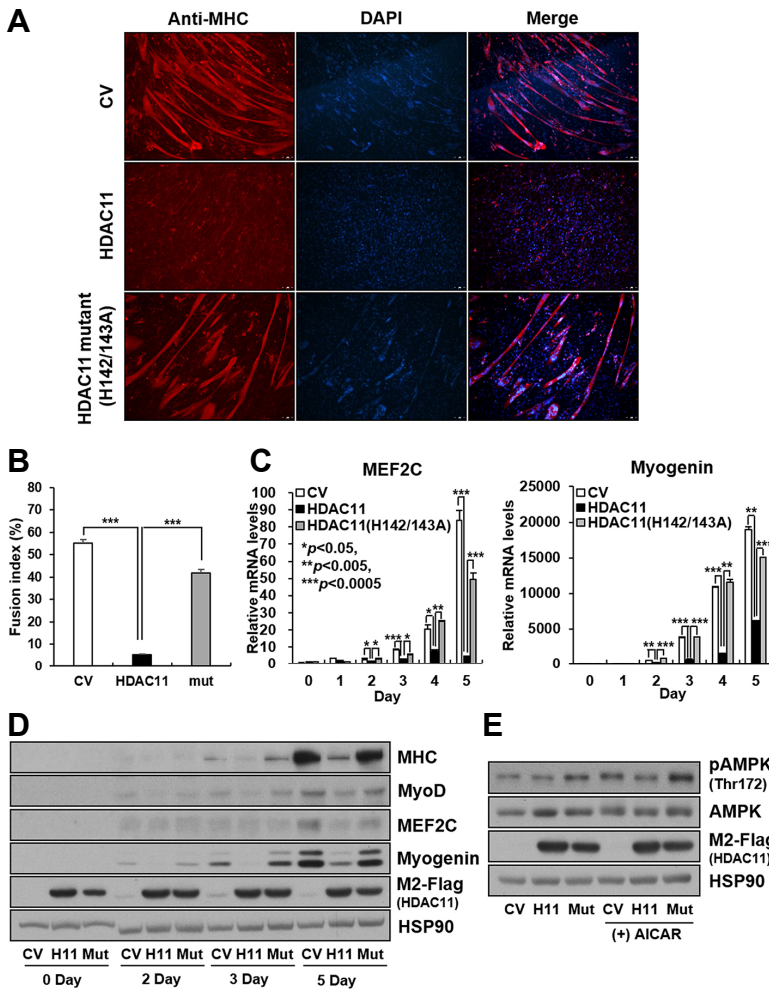 A
Anti-MHC DAPI Merge
CV
HDAC11
HDAC11 mutant
(H142/143A)
B
Fusion index (%)
80
70
60
50
40
30
20
10
0
*** ***
CV HDAC11 mut
C
MEF2C
Relative mRNA levels
100
90
80
70
60
50
40
30
20
10
0
CV
HDAC11
HDAC11(H142/143A)
*p<0.05,
**p<0.005,
***p<0.0005
* * *** * * ** *** ***
0 1 2 3 4 5
Day
Myogenin
Relative mRNA levels
25000
20000
15000
10000
5000
0
CV
HDAC11
HDAC11(H142/143A)
** *** *** *** *** ** ** ***
0 1 2 3 4 5
Day
D
MHC
MyoD
MEF2C
Myogenin
M2-Flag
(HDAC11)
HSP90
CV H11 Mut CV H11 Mut CV H11 Mut CV H11 Mut
0 Day 2 Day 3 Day 5 Day
E
pAMPK
(Thr172)
AMPK
M2-Flag
(HDAC11)
HSP90
CV H11 Mut CV H11 Mut
(+) AICAR